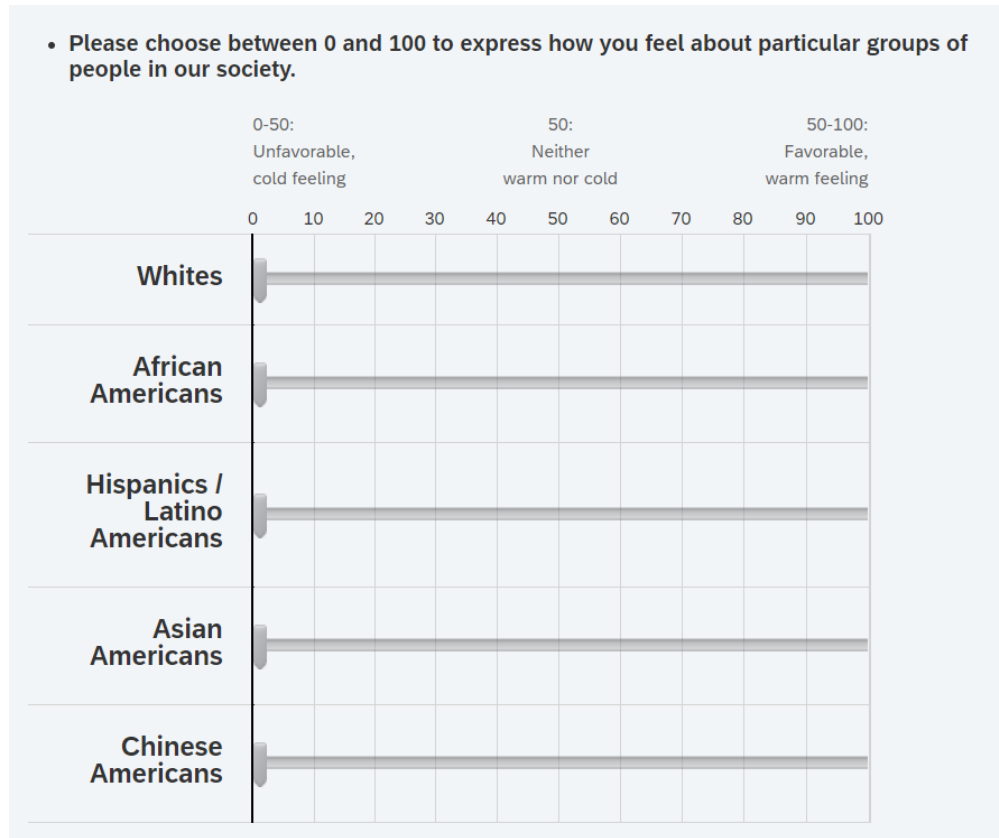 • Please choose between 0 and 100 to express how you feel about particular groups of
people in our society.
0-50:
Unfavorable,
cold feeling
50:
Neither
warm nor cold
50-100:
Favorable,
warm feeling
0 10 20 30 40 50 60 70 80 90 100
Whites
African
Americans
Hispanics /
Latino
Americans
Asian
Americans
Chinese
Americans